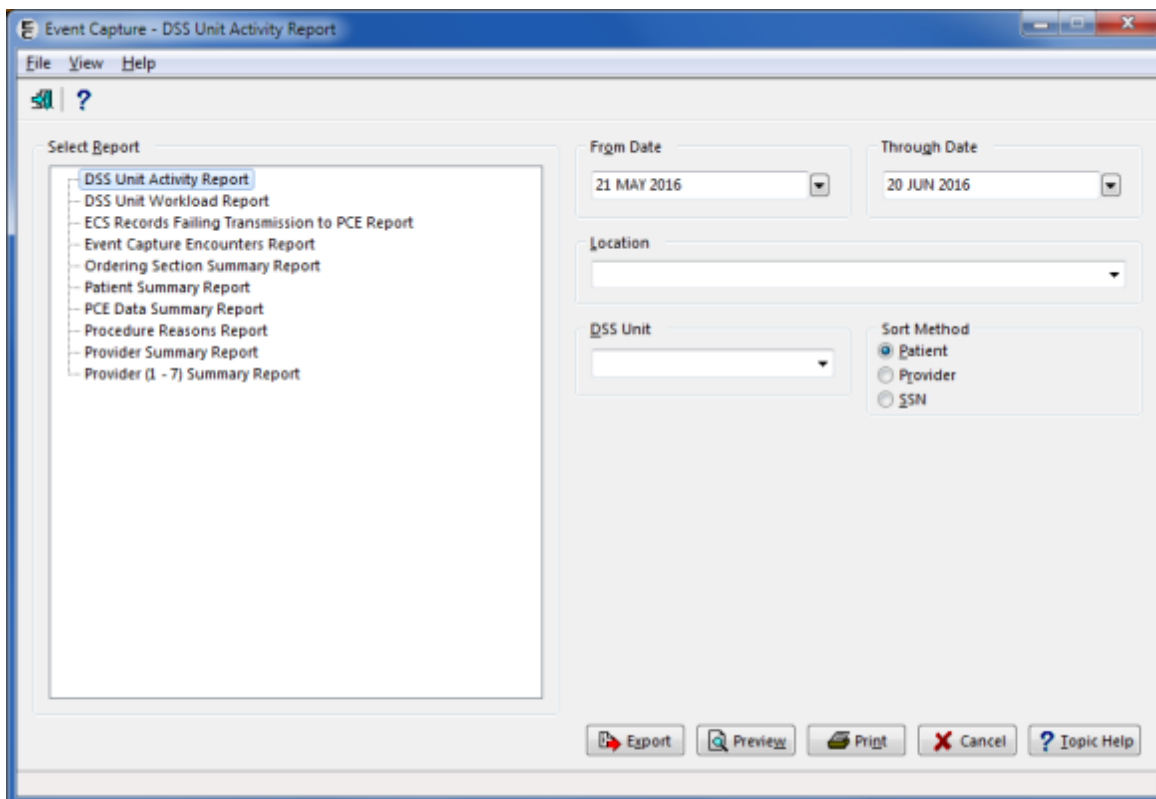 Event Capture - DSS Unit Activity Report
File View Help
?
Select Report
DSS Unit Activity Report
DSS Unit Workload Report
ECS Records Failing Transmission to PCE Report
Event Capture Encounters Report
Ordering Section Summary Report
Patient Summary Report
PCE Data Summary Report
Procedure Reasons Report
Provider Summary Report
Provider (1 - 7) Summary Report
From Date
21 MAY 2016
Through Date
20 JUN 2016
Location
DSS Unit
Sort Method
Patient
Provider
SSN
Export Preview Print Cancel ? Topic Help